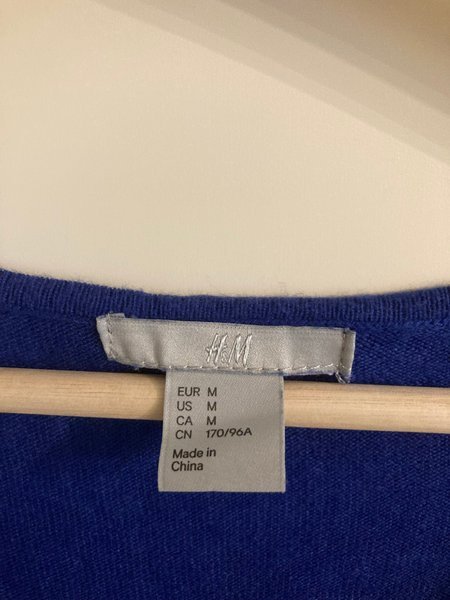 H&M
EUR M
US M
CA M
CN 170/96A
Made in
China